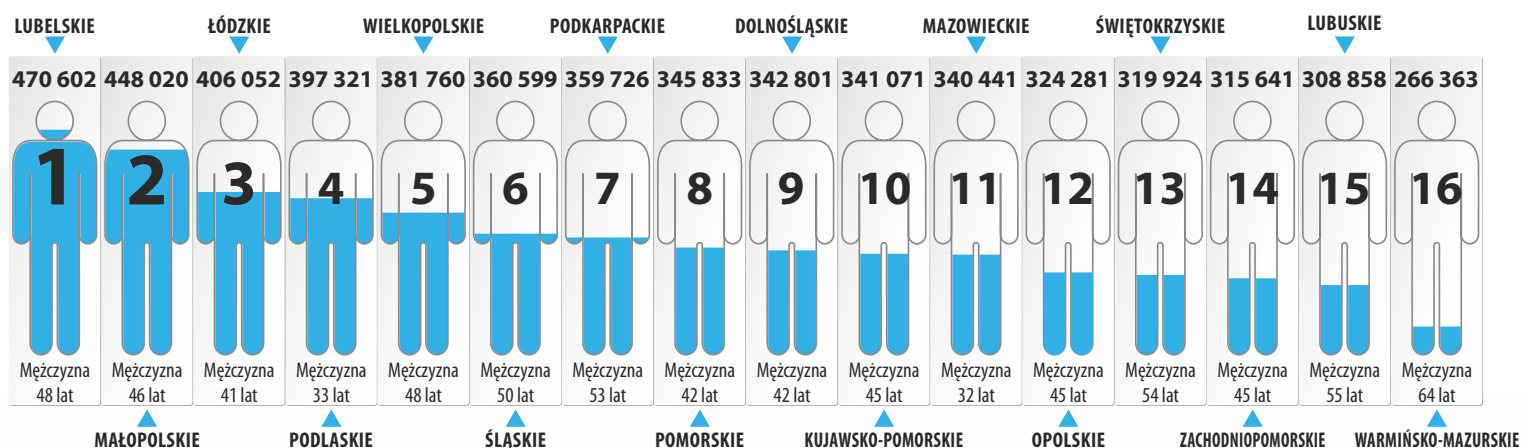 LUBELSKIE ŁÓDZKIE WIELKOPOLSKIE PODKARPACKIE DOLNOŚLĄSKIE MAZOWIECKIE ŚWIĘTOKRZYSKIE LUBUSKIE
470 602 448 020 406 052 397 321 381 760 360 599 359 726 345 833 342 801 341 071 340 441 324 281 319 924 315 641 308 858 266 363
1 2 3 4 5 6 7 8 9 10 11 12 13 14 15 16
Mężczyzna Mężczyzna Mężczyzna Mężczyzna Mężczyzna Mężczyzna Mężczyzna Mężczyzna Mężczyzna Mężczyzna Mężczyzna Mężczyzna Mężczyzna Mężczyzna Mężczyzna Mężczyzna
48 lat 46 lat 41 lat 33 lat 48 lat 50 lat 53 lat 42 lat 42 lat 45 lat 32 lat 45 lat 54 lat 45 lat 55 lat 64 lat
MAŁOPOLSKIE PODLASKIE ŚLĄSKIE POMORSKIE KUJAWSKO-POMORSKIE OPOLSKIE ZACHODNIOPOMORSKIE WARMIŃSKO-MAZURSKIE